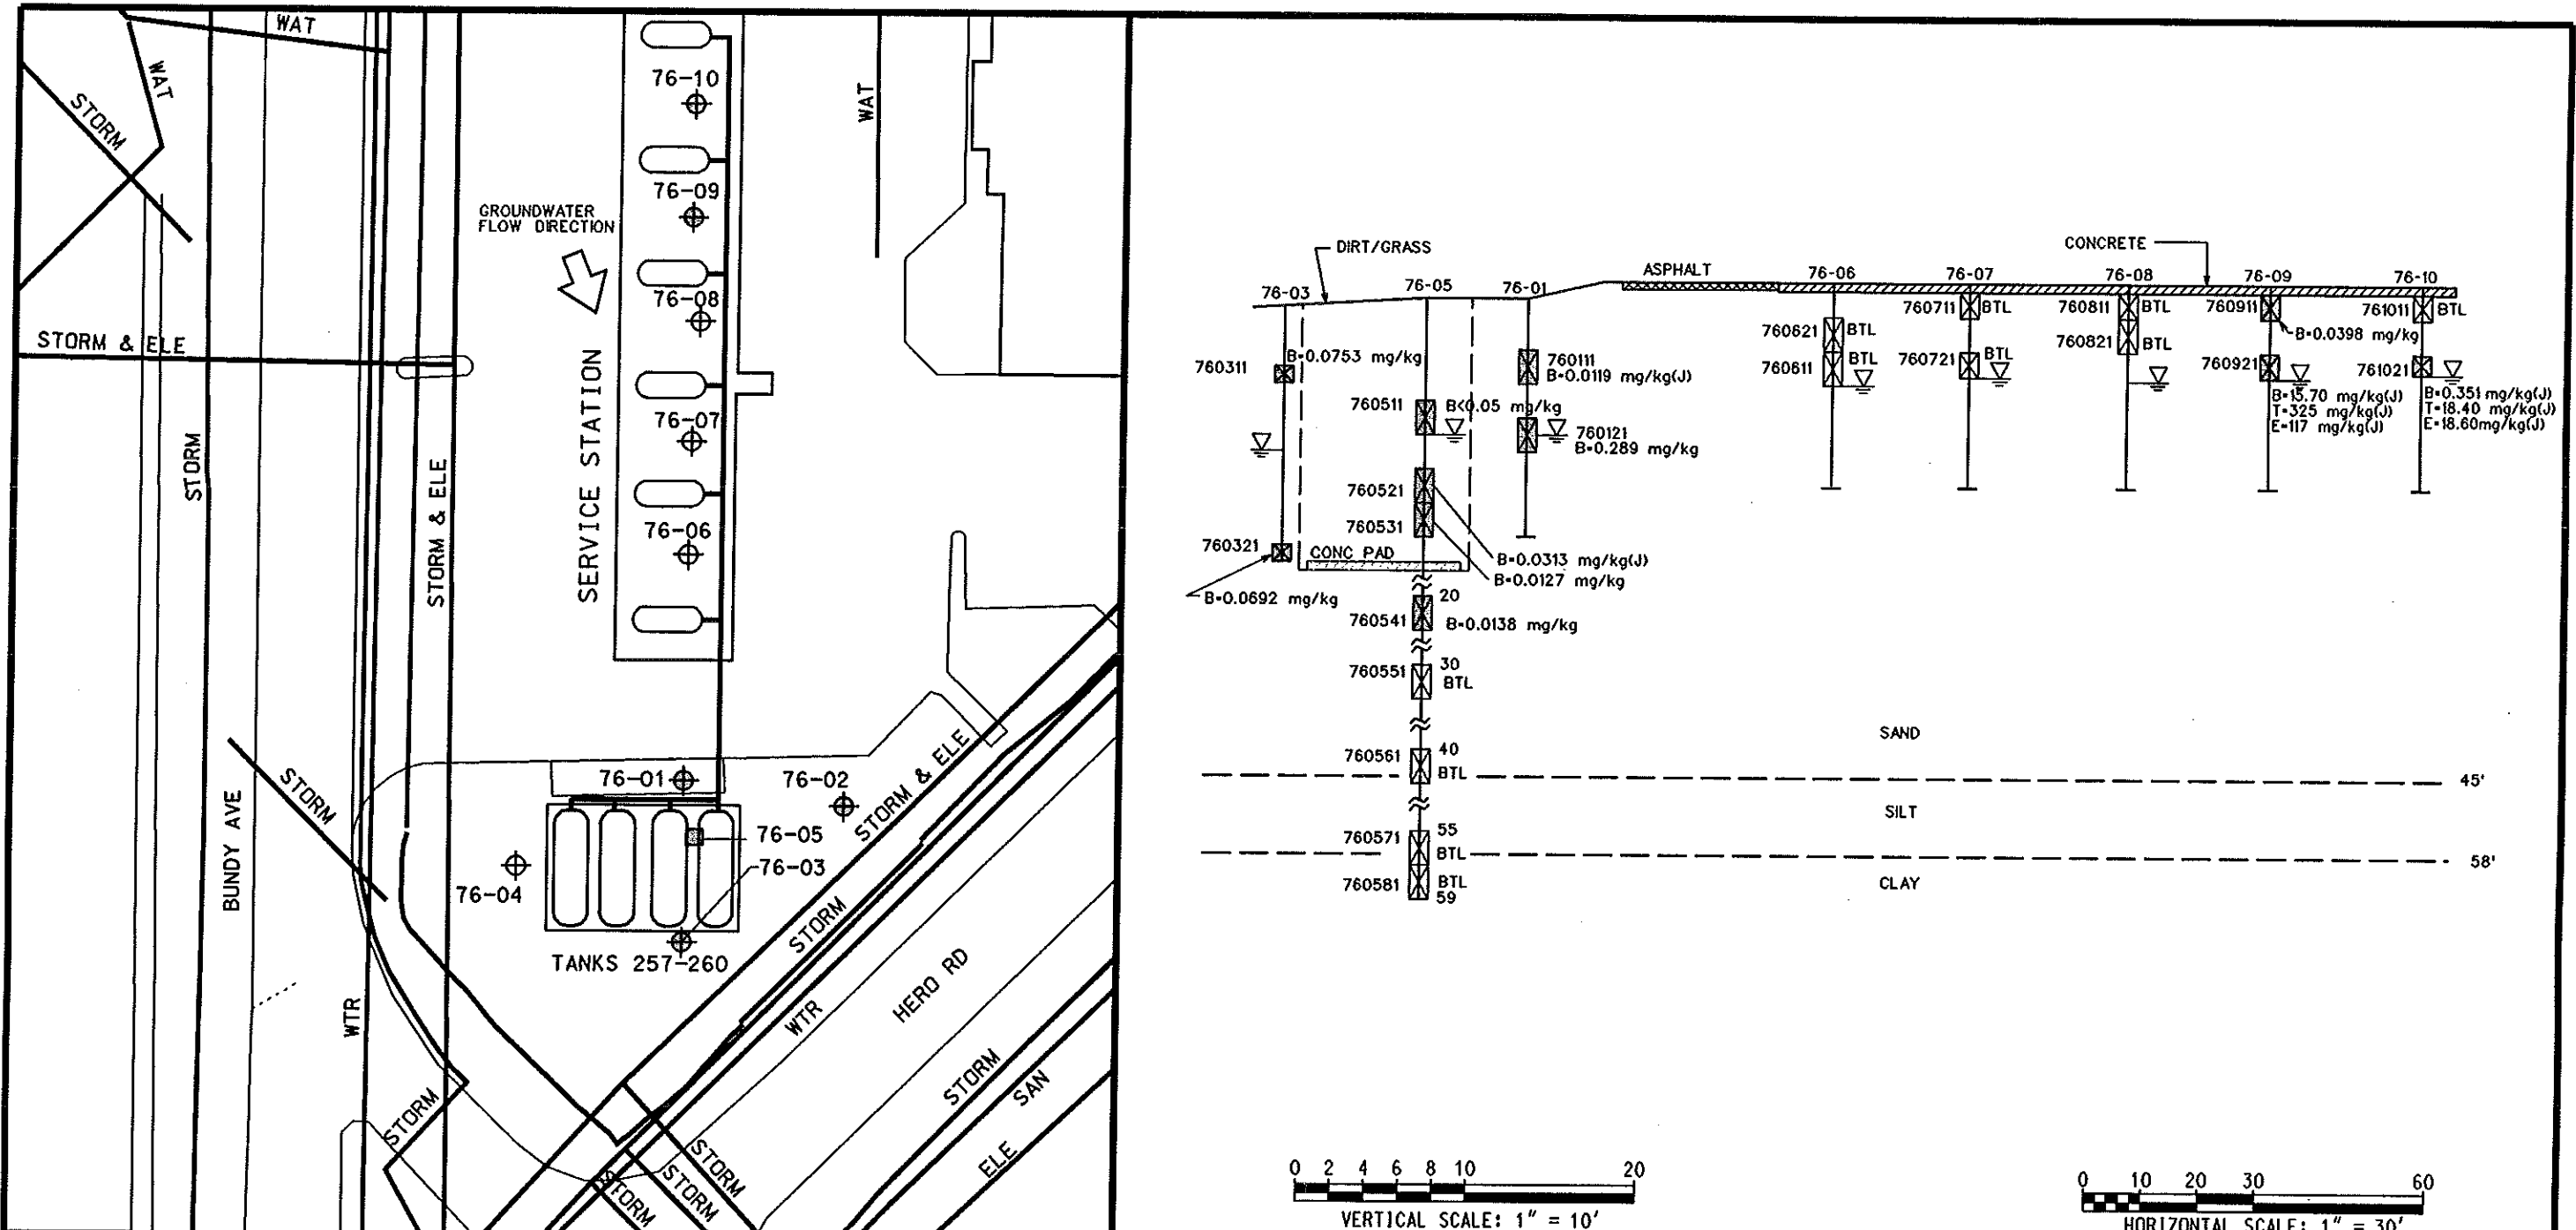 WAT
WAT
STORM
WAT
76-10
76-09
GROUNDWATER
FLOW DIRECTION
76-08
STORM & ELE
SERVICE STATION
76-07
STORM
STORM & ELE
76-06
BUNDY AVE
STORM
76-01
76-02
STORM & ELE
76-05
76-03
76-04
TANKS 257-260
STORM
HERO RD
WTR
WTR
STORM
SAN
ELE
STORM
STORM
STORM
STORM
DIRT/GRASS
CONCRETE
ASPHALT
76-03
76-05
76-01
76-06
76-07
76-08
76-09
76-10
760711
BTL
760811
BTL
760911
761011
BTL
760621
BTL
760821
BTL
B=0.0398 mg/kg
760311
B=0.0753 mg/kg
760111
B=0.0119 mg/kg(J)
760611
BTL
760721
BTL
760921
761021
B=15.70 mg/kg(J)
T=325 mg/kg(J)
E=117 mg/kg(J)
B=0.351 mg/kg(J)
T=18.40 mg/kg(J)
E=18.60mg/kg(J)
760511
B<0.05 mg/kg
760121
B=0.289 mg/kg
760521
760531
760321
CONC PAD
B=0.0313 mg/kg(J)
B=0.0127 mg/kg
B=0.0692 mg/kg
20
760541
B=0.0138 mg/kg
30
760551
BTL
SAND
40
760561
BTL
45'
SILT
55
760571
BTL
58'
760581
BTL
59
CLAY
0 2 4 6 8 10 20
VERTICAL SCALE: 1" = 10'
0 10 20 30 60
HORIZONTAL SCALE: 1" = 30'